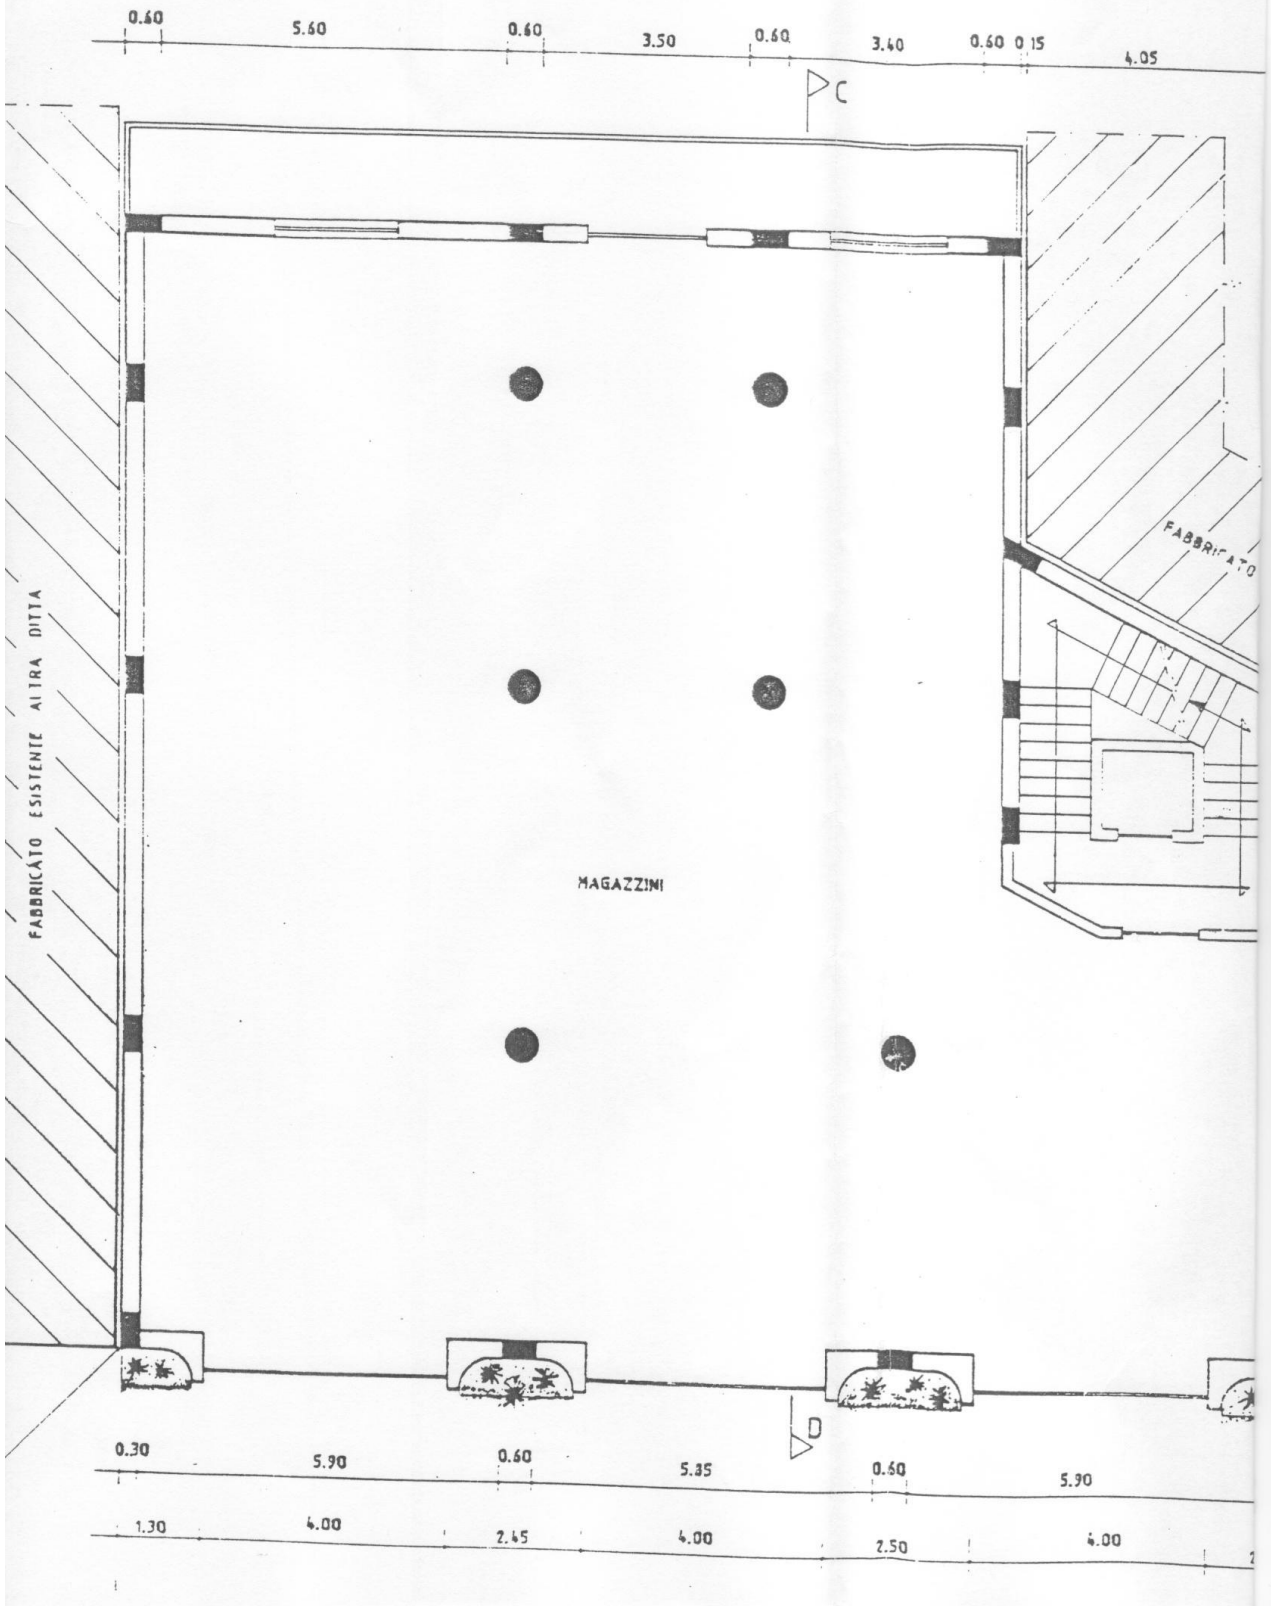 0.60 5.60 0.60 3.50 0.60 3.40 0.60 0 15 4.05
C
FABBRICATO
FABBRICATO ESISTENTE ALTRA DITTA
MAGAZZINI
D
0.30 5.90 0.60 5.35 0.60 5.90
1.30 4.00 2.45 4.00 2.50 4.00